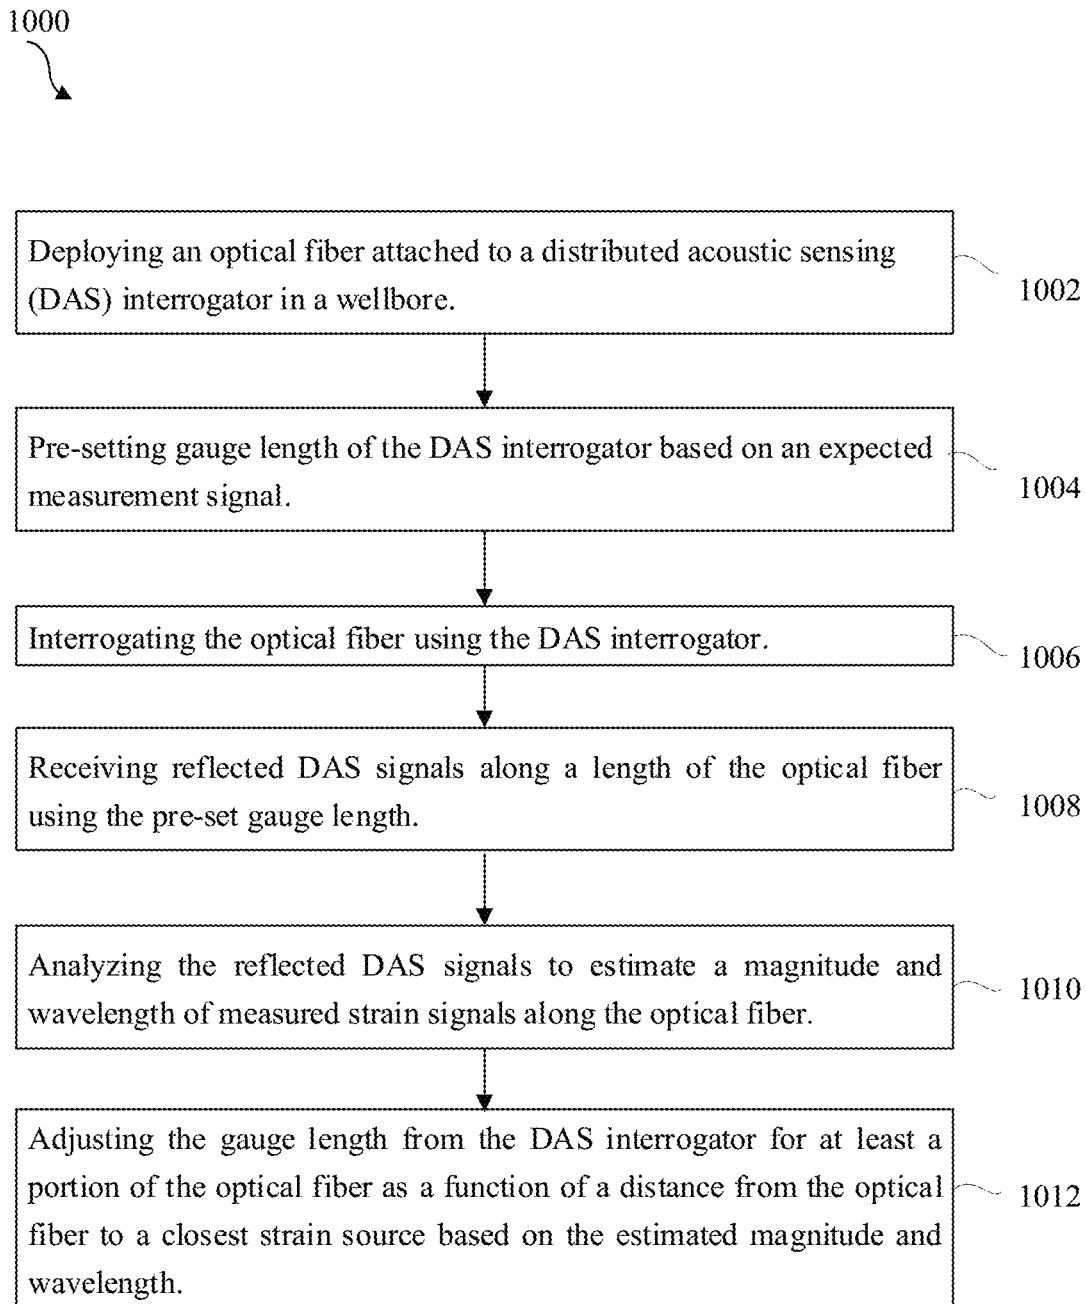 1000
Deploying an optical fiber attached to a distributed acoustic sensing
(DAS) interrogator in a wellbore.
1002
Pre-setting gauge length of the DAS interrogator based on an expected
measurement signal.
1004
Interrogating the optical fiber using the DAS interrogator.
1006
Receiving reflected DAS signals along a length of the optical fiber
using the pre-set gauge length.
1008
Analyzing the reflected DAS signals to estimate a magnitude and
wavelength of measured strain signals along the optical fiber.
1010
Adjusting the gauge length from the DAS interrogator for at least a
portion of the optical fiber as a function of a distance from the optical
fiber to a closest strain source based on the estimated magnitude and
wavelength.
1012